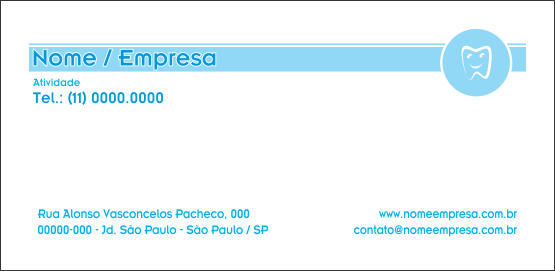 Nome / Empresa
Atividade
Tel.: (11) 0000.0000
Rua Alonso Vasconcelos Pacheco, 000
00000-000 - Jd. São Paulo - São Paulo / SP
www.nomeempresa.com.br
contato@nomeempresa.com.br